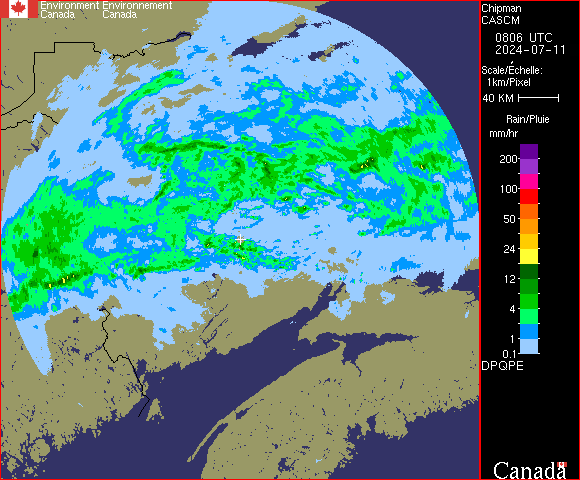 Environment Environnement
Canada Canada
Chipman
CASCM
0806 UTC
2024-07-11
Scale/Échelle:
1km/Pixel
40 KM
Rain/Pluie
mm/hr
200
100
50
24
12
4
1
0.1
DPQPE
Canada